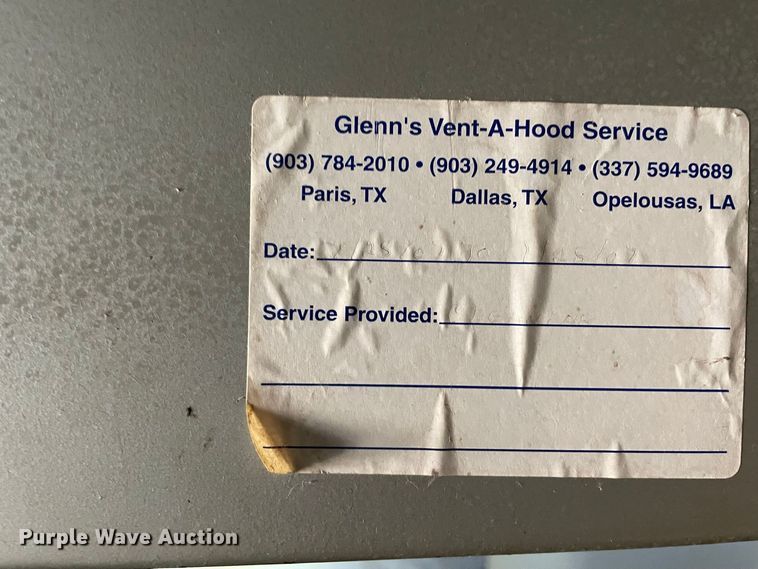 Glenn's Vent-A-Hood Service
(903) 784-2010 • (903) 249-4914 • (337) 594-9689
Paris, TX Dallas, TX Opelousas, LA
Date:
Service Provided:
Purple Wave Auction